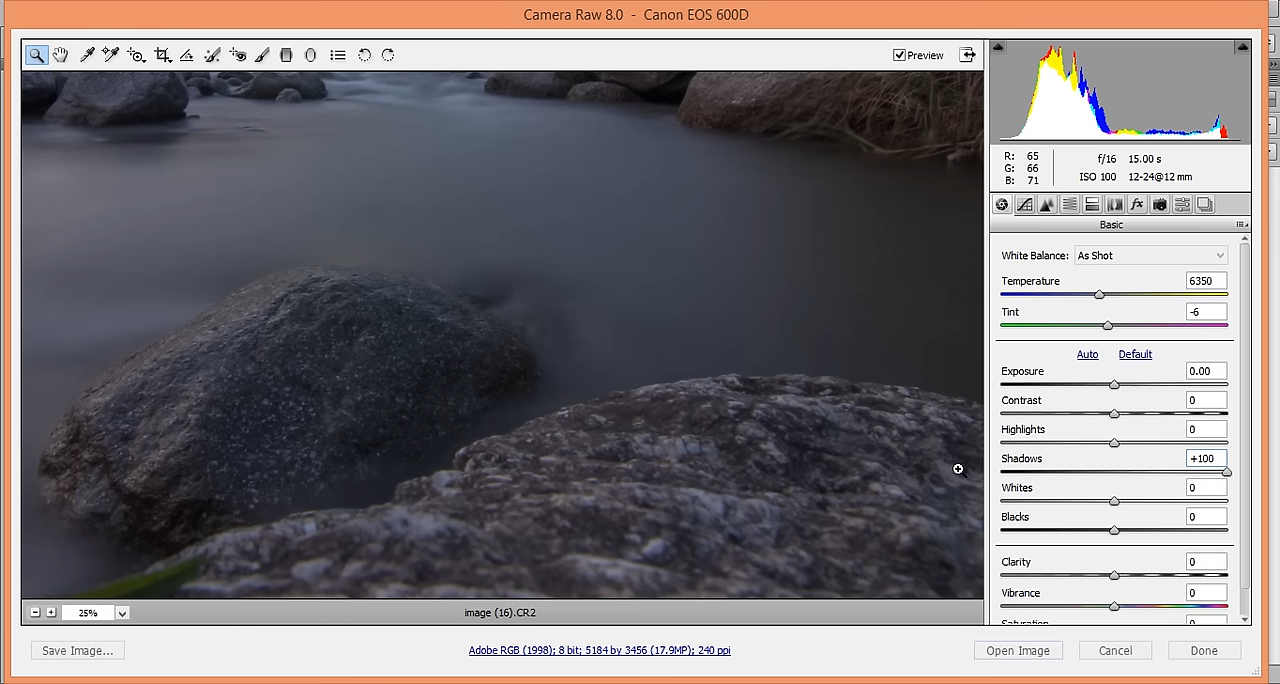 Camera Raw 8.0 - Canon EOS 600D
Preview
R: 65
G: 66
B: 71
f/16 15.00 s
ISO 100 12-24@12 mm
fx
Basic
White Balance: As Shot
Temperature 6350
Tint -6
Auto Default
Exposure 0.00
Contrast 0
Highlights 0
Shadows +100
Whites 0
Blacks 0
Clarity 0
Vibrance 0
Saturation 0
25%
image (16).CR2
Save Image...
Adobe RGB (1998); 8 bit; 5184 by 3456 (17.9MP); 240 ppi
Open Image Cancel Done